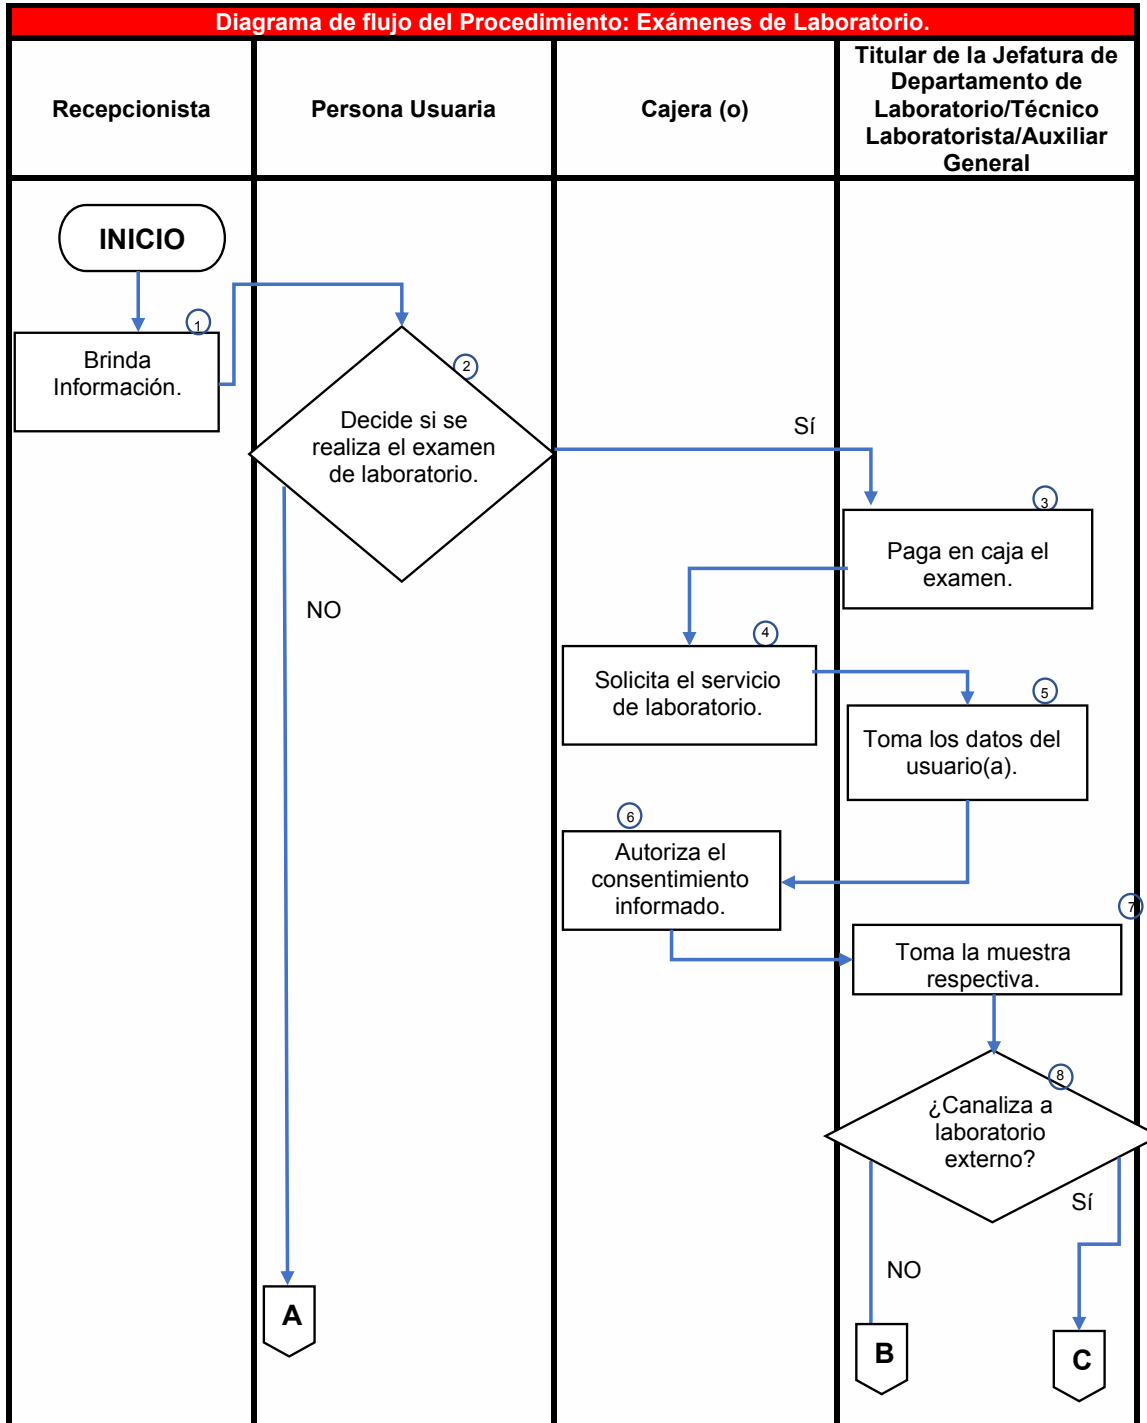 Diagrama de flujo del Procedimiento: Exámenes de Laboratorio.
Recepcionista
Persona Usuaria
Cajera (o)
Titular de la Jefatura de
Departamento de
Laboratorio/Técnico
Laboratorista/Auxiliar
General
INICIO
1
Brinda
Información.
2
Decide si se
realiza el examen
de laboratorio.
Sí
NO
3
Paga en caja el
examen.
4
Solicita el servicio
de laboratorio.
5
Toma los datos del
usuario(a).
6
Autoriza el
consentimiento
informado.
7
Toma la muestra
respectiva.
8
¿Canaliza a
laboratorio
externo?
Sí
NO
A
B
C